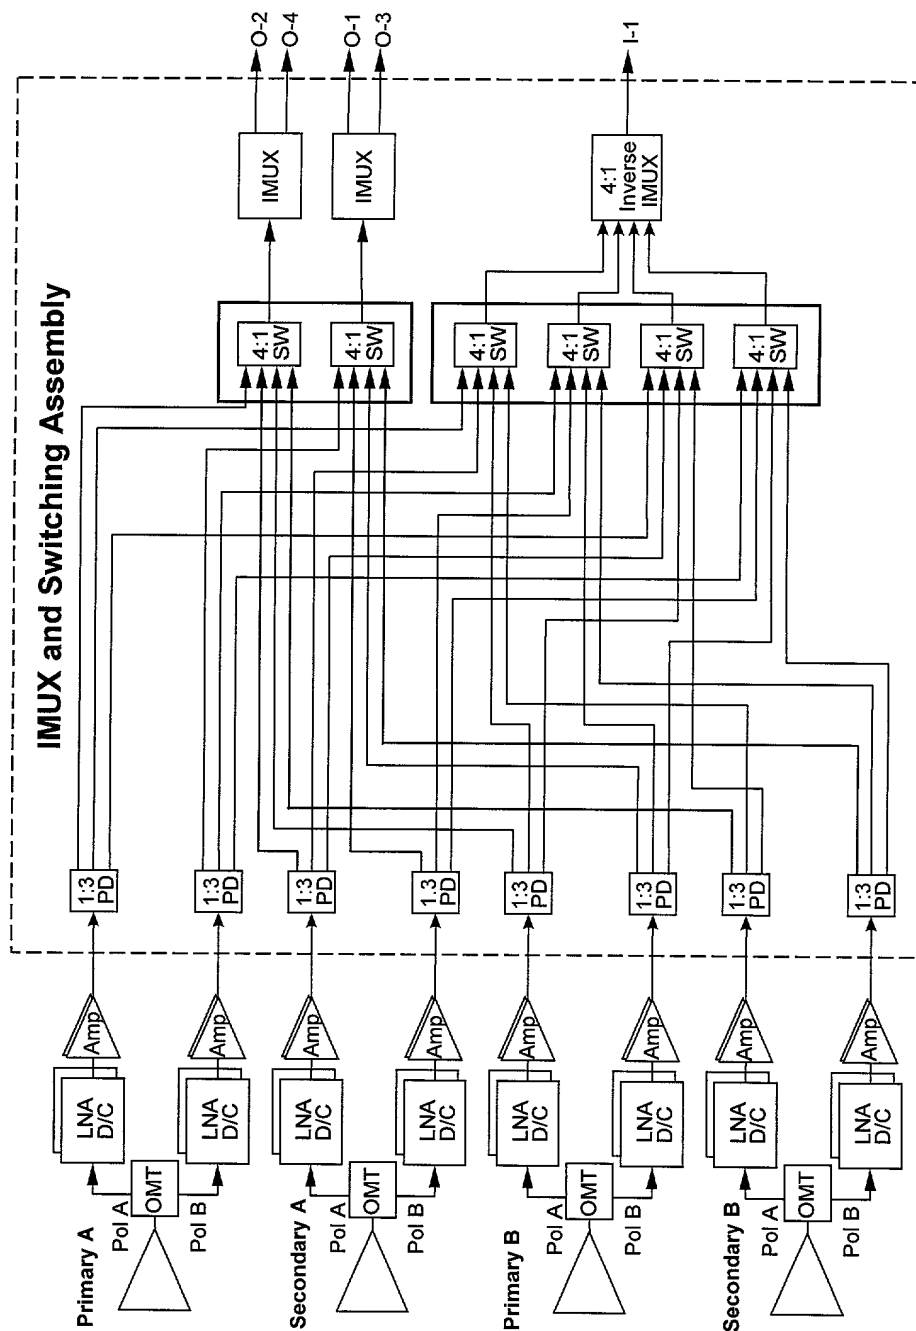 IMUX and Switching Assembly
Primary A
Pol A
Pol B
OMT
LNA
D/C
LNA
D/C
Amp
Amp
1:3
PD
1:3
PD
Secondary A
Pol A
Pol B
OMT
LNA
D/C
LNA
D/C
Amp
Amp
1:3
PD
1:3
PD
Primary B
Pol A
Pol B
OMT
LNA
D/C
LNA
D/C
Amp
Amp
1:3
PD
1:3
PD
Secondary B
Pol A
Pol B
OMT
LNA
D/C
LNA
D/C
Amp
Amp
1:3
PD
1:3
PD
4:1
SW
4:1
SW
4:1
SW
4:1
SW
4:1
SW
4:1
SW
IMUX
IMUX
4:1
Inverse
IMUX
O-2
O-4
O-1
O-3
I-1